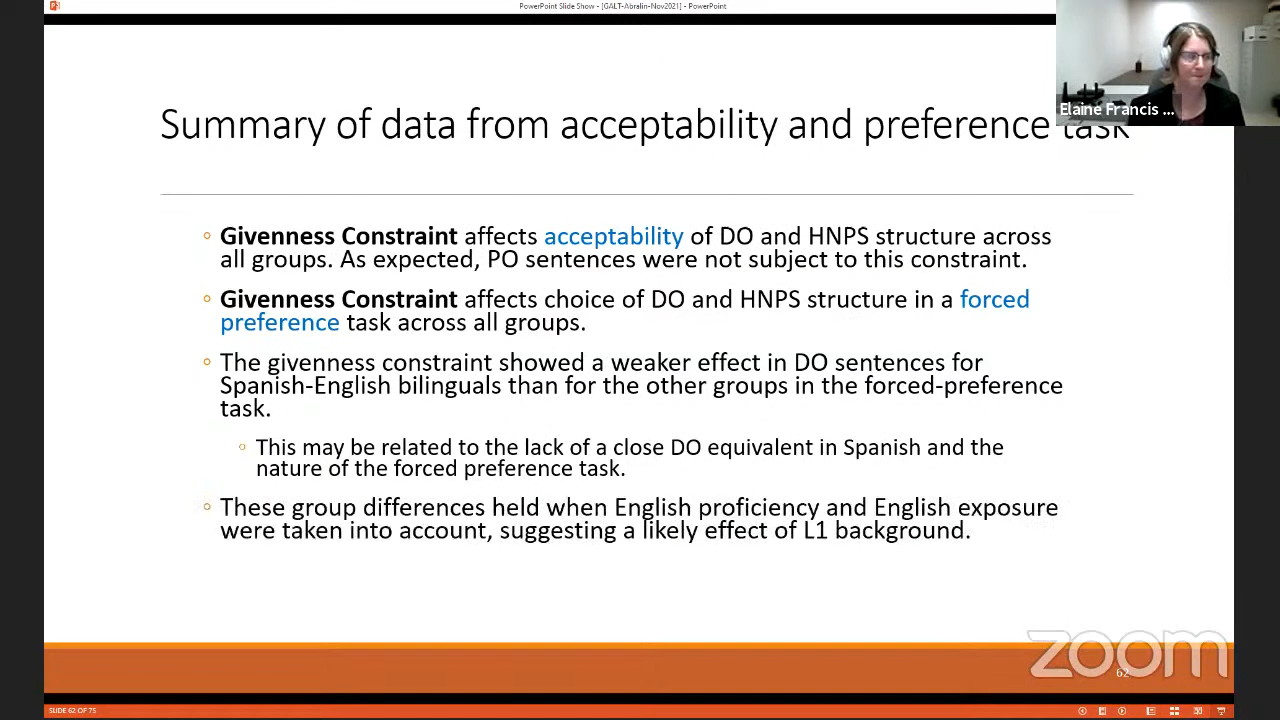 PowerPoint Slide Show - [GALT-Abralin-Nov2021] - PowerPoint
Elaine Francis ...
Summary of data from acceptability and preference task
◦ Givenness Constraint affects acceptability of DO and HNPS structure across
all groups. As expected, PO sentences were not subject to this constraint.
◦ Givenness Constraint affects choice of DO and HNPS structure in a forced
preference task across all groups.
◦ The givenness constraint showed a weaker effect in DO sentences for
Spanish-English bilinguals than for the other groups in the forced-preference
task.
◦ This may be related to the lack of a close DO equivalent in Spanish and the
nature of the forced preference task.
◦ These group differences held when English proficiency and English exposure
were taken into account, suggesting a likely effect of L1 background.
zoom
62
SLIDE 62 OF 75